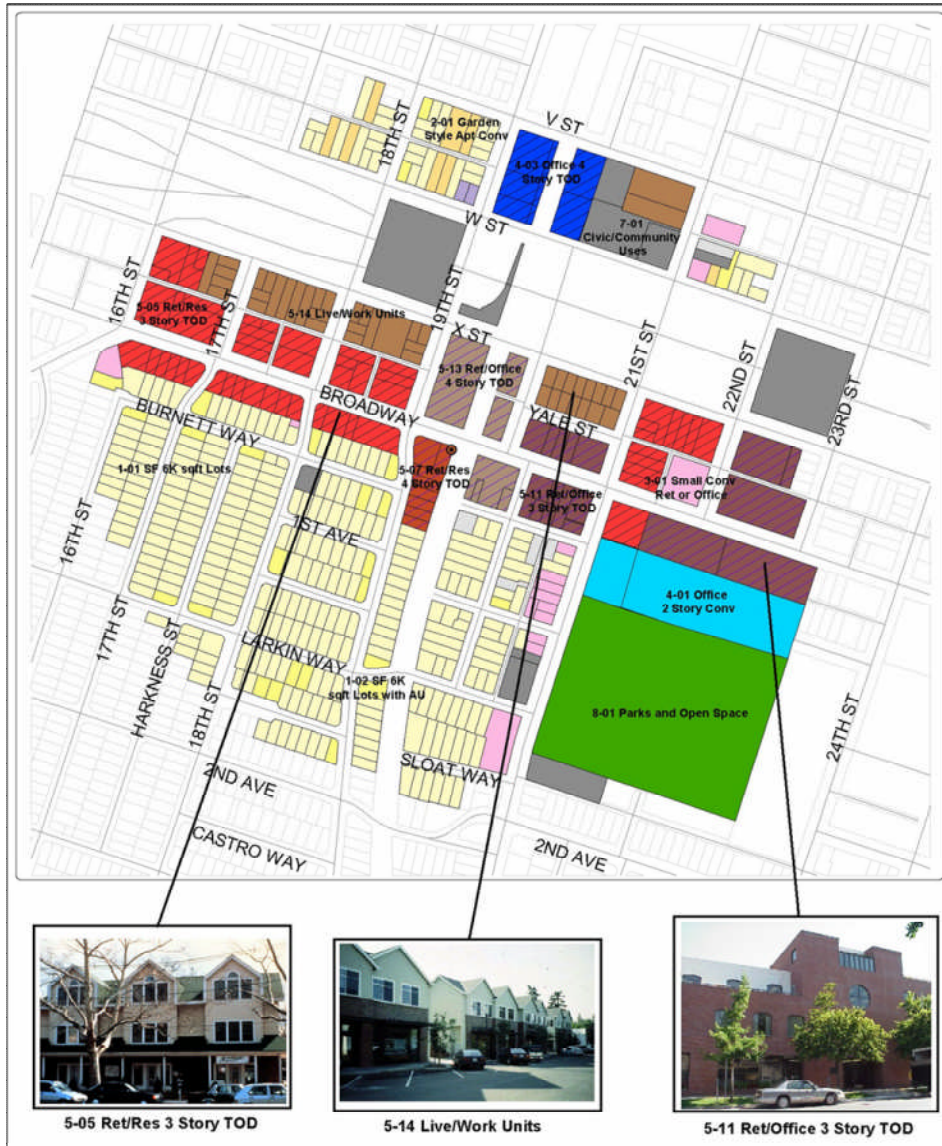 V ST
18TH ST
2-01 Garden
Style Apt Conv
4-03 Office 4
Story TOD
W ST
7-01
Civic/Community
Uses
16TH ST
5-05 Ret/Res
3 Story TOD
17TH ST
5-14 Live/Work Units
19TH ST
X ST
5-13 Ret/Office
4 Story TOD
21ST ST
22ND ST
23RD ST
BROADWAY
YALE ST
BURNETT WAY
1-01 SF 6K sqft Lots
5-07 Ret/Res
4 Story TOD
5-11 Ret/Office
3 Story TOD
3-01 Small Conv
Ret or Office
16TH ST
1ST AVE
4-01 Office
2 Story Conv
17TH ST
HARKNESS ST
18TH ST
LARKIN WAY
1-02 SF 6K
sqft Lots with AU
8-01 Parks and Open Space
24TH ST
SLOAT WAY
2ND AVE
CASTRO WAY
2ND AVE
5-05 Ret/Res 3 Story TOD
5-14 Live/Work Units
5-11 Ret/Office 3 Story TOD